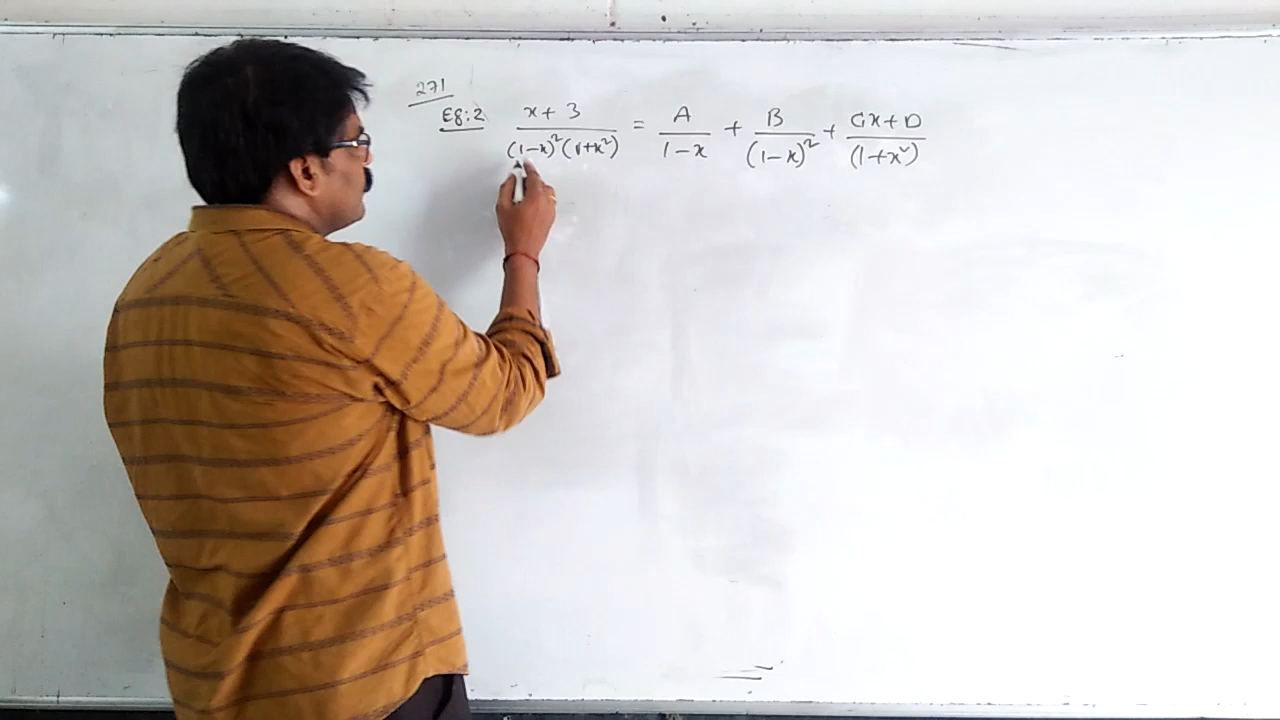 271
Eg:2 (x+3)/((1-x)²(1+x²)) = A/(1-x) + B/(1-x)² + (Cx+D)/(1+x²)